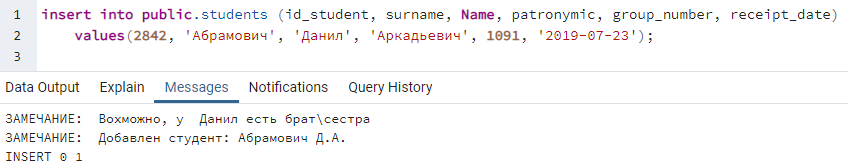 1 insert into public.students (id_student, surname, Name, patronymic, group_number, receipt_date)
2 values(2842, 'Абрамович', 'Данил', 'Аркадьевич', 1091, '2019-07-23');
3
Data Output Explain Messages Notifications Query History
ЗАМЕЧАНИЕ: Вохможно, у Данил есть брат\сестра
ЗАМЕЧАНИЕ: Добавлен студент: Абрамович Д.А.
INSERT 0 1